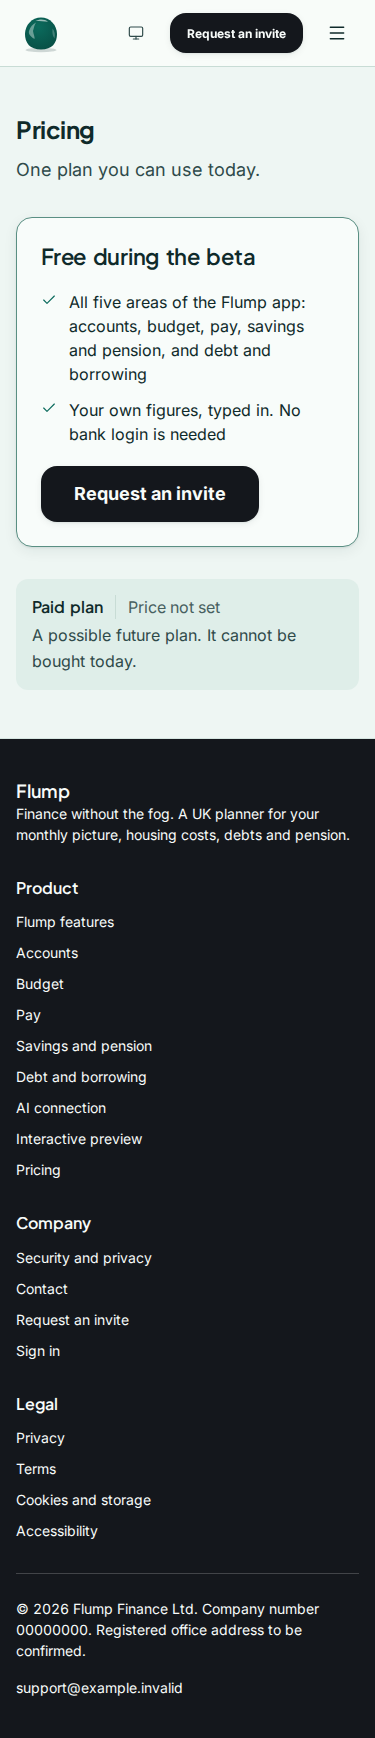 Request an invite
Pricing
One plan you can use today.
Free during the beta
All five areas of the Flump app:
accounts, budget, pay, savings
and pension, and debt and
borrowing
Your own figures, typed in. No
bank login is needed
Request an invite
Paid plan
Price not set
A possible future plan. It cannot be
bought today.
Flump
Finance without the fog. A UK planner for your
monthly picture, housing costs, debts and pension.
Product
Flump features
Accounts
Budget
Pay
Savings and pension
Debt and borrowing
AI connection
Interactive preview
Pricing
Company
Security and privacy
Contact
Request an invite
Sign in
Legal
Privacy
Terms
Cookies and storage
Accessibility
© 2026 Flump Finance Ltd. Company number
00000000. Registered office address to be
confirmed.
support@example.invalid